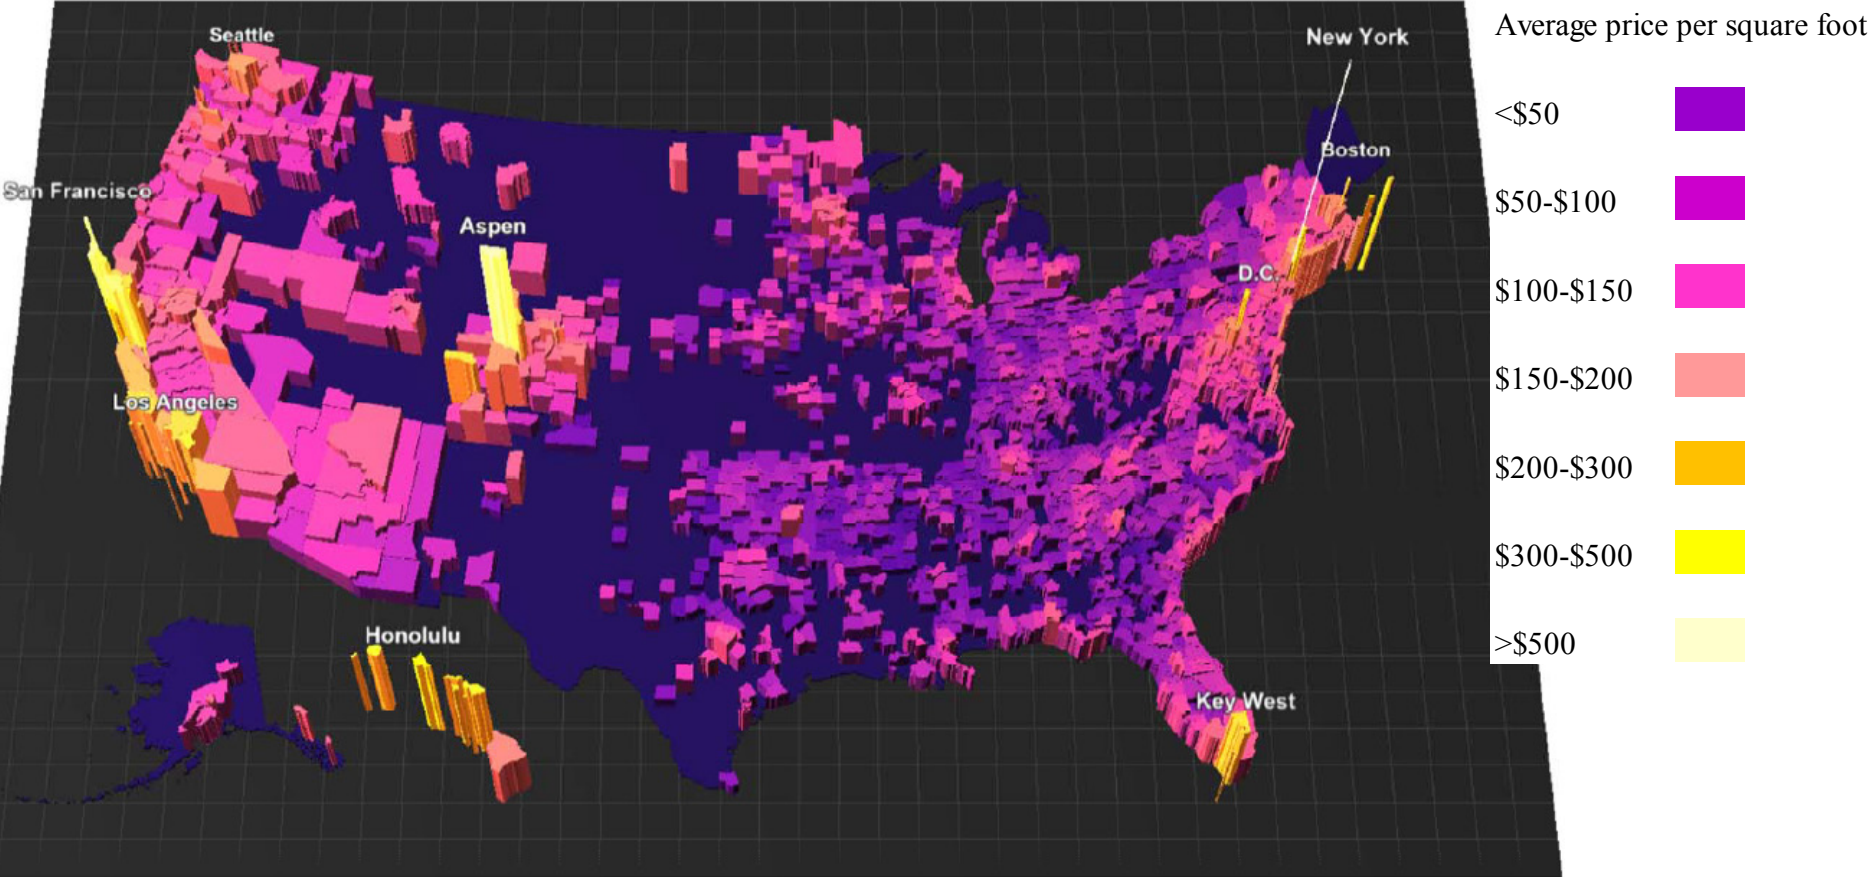 Seattle
New York
Boston
San Francisco
Aspen
D.C.
Los Angeles
Honolulu
Key West
Average price per square foot
<$50
$50-$100
$100-$150
$150-$200
$200-$300
$300-$500
>$500